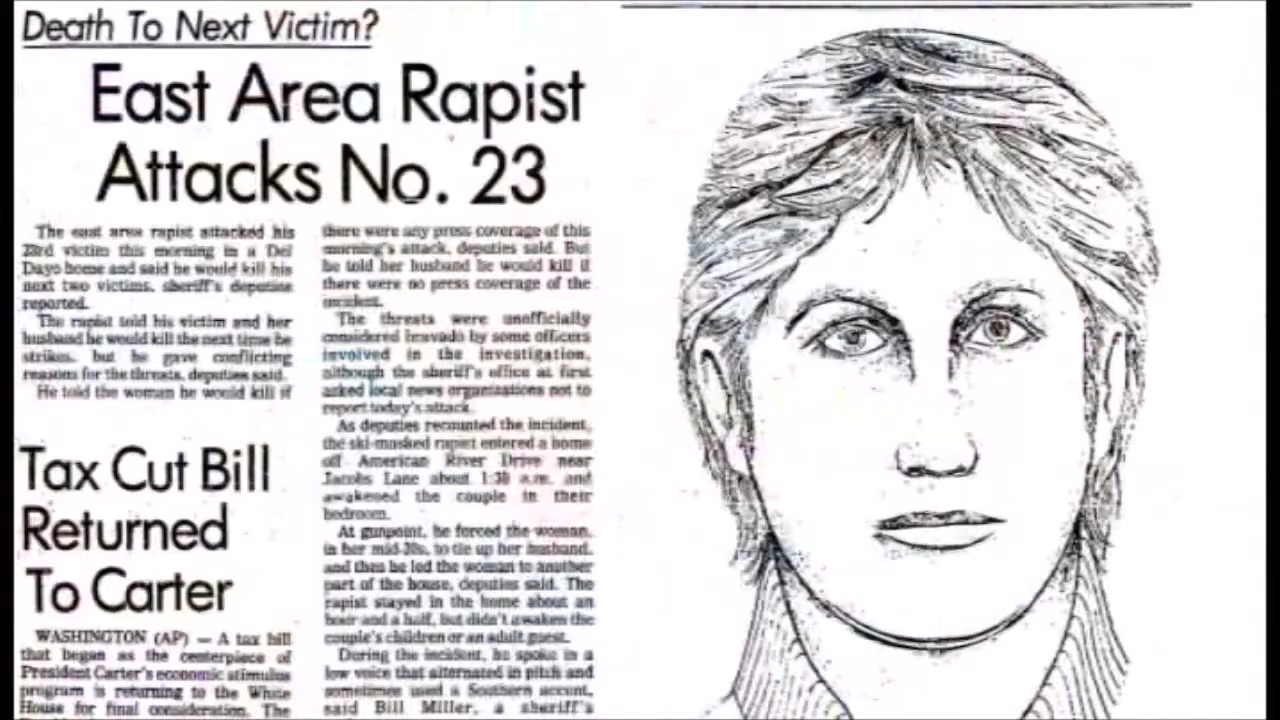 Death To Next Victim?
East Area Rapist
Attacks No. 23
The east area rapist attacked his
23rd victim this morning in a Del
Dayo home and said he would kill his
next two victims, sheriff's deputies
reported.
The rapist told his victim and her
husband he would kill the next time he
strikes, but he gave conflicting
reasons for the threats, deputies said.
He told the woman he would kill if
there were any press coverage of this
morning's attack, deputies said. But
he told her husband he would kill if
there were no press coverage of the
incident.
The threats were unofficially
considered bravado by some officers
involved in the investigation,
although the sheriff's office at first
asked local news organizations not to
report today's attack.
As deputies recounted the incident,
the ski-masked rapist entered a home
off American River Drive near
Jacobs Lane about 1:30 a.m. and
awakened the couple in their
bedroom.
At gunpoint, he forced the woman,
in her mid-20s, to tie up her husband,
and then he led the woman to another
part of the house, deputies said. The
rapist stayed in the home about an
hour and a half, but didn't awaken the
couple's children or an adult guest.
During the incident, he spoke in a
low voice that alternated in pitch and
sometimes used a Southern accent,
said Bill Miller, a sheriff's
Tax Cut Bill
Returned
To Carter
WASHINGTON (AP) — A tax bill
that began as the centerpiece of
President Carter's economic stimulus
program is returning to the White
House for final consideration. The